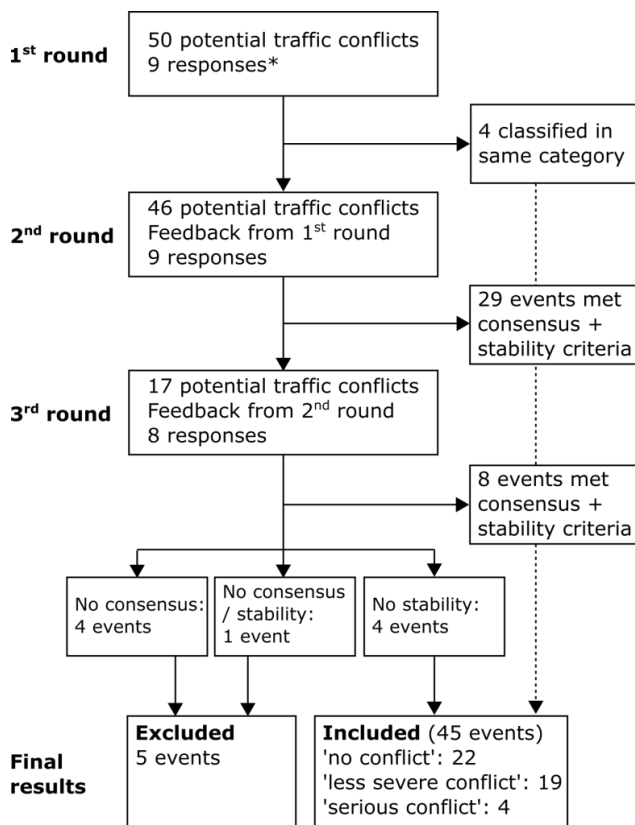 1st round
50 potential traffic conflicts
9 responses*
4 classified in
same category
2nd round
46 potential traffic conflicts
Feedback from 1st round
9 responses
29 events met
consensus +
stability criteria
3rd round
17 potential traffic conflicts
Feedback from 2nd round
8 responses
8 events met
consensus +
stability criteria
No consensus:
4 events
No consensus
/ stability:
1 event
No stability:
4 events
Final
results
Excluded
5 events
Included (45 events)
'no conflict': 22
'less severe conflict': 19
'serious conflict': 4